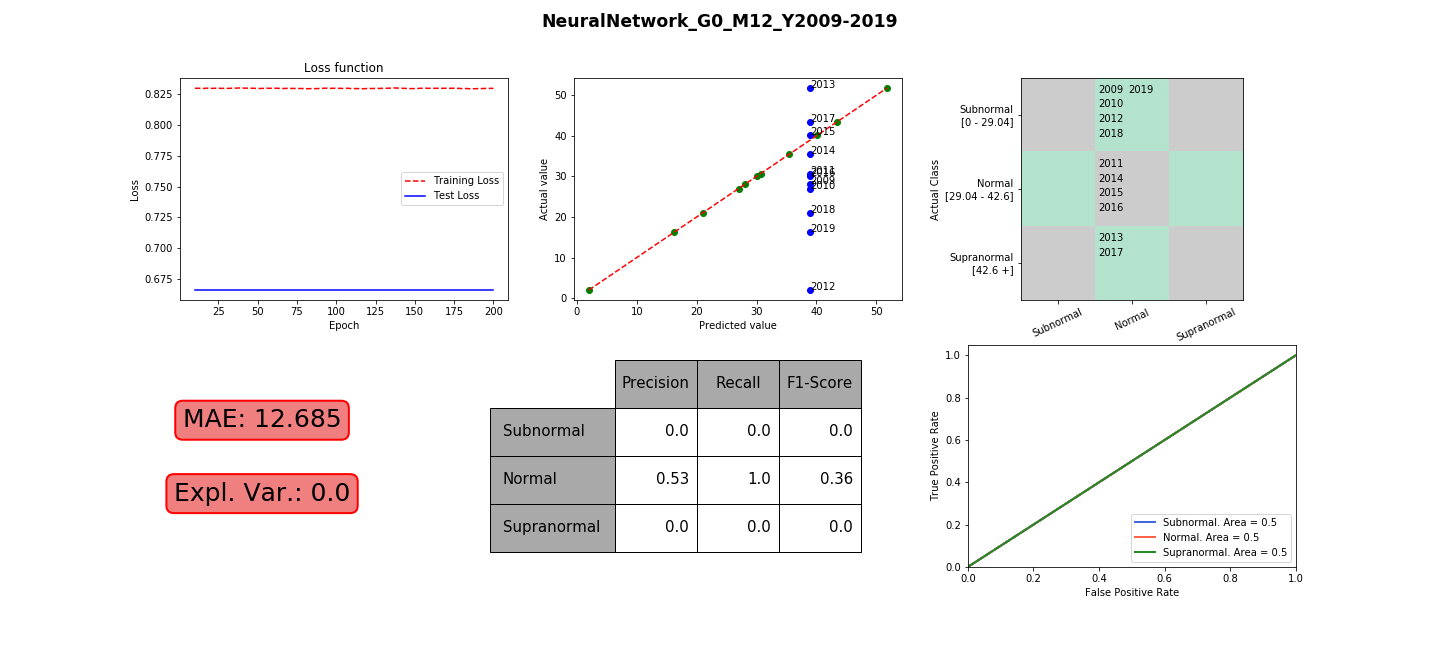 NeuralNetwork_G0_M12_Y2009-2019
Loss function
0.825
0.800
0.775
0.750
0.725
0.700
0.675
Loss
Training Loss
Test Loss
25 50 75 100 125 150 175 200
Epoch
50
40
30
20
10
0
Actual value
2013
2017
2015
2014
2011
2016
2009
2010
2018
2019
2012
0 10 20 30 40 50
Predicted value
Actual Class
Subnormal
[0 - 29.04]
Normal
[29.04 - 42.6]
Supranormal
[42.6 +]
2009 2019
2010
2012
2018
2011
2014
2015
2016
2013
2017
Subnormal Normal Supranormal
MAE: 12.685
Expl. Var.: 0.0
Precision Recall F1-Score
Subnormal 0.0 0.0 0.0
Normal 0.53 1.0 0.36
Supranormal 0.0 0.0 0.0
1.0
0.8
0.6
0.4
0.2
0.0
True Positive Rate
Subnormal. Area = 0.5
Normal. Area = 0.5
Supranormal. Area = 0.5
0.0 0.2 0.4 0.6 0.8 1.0
False Positive Rate